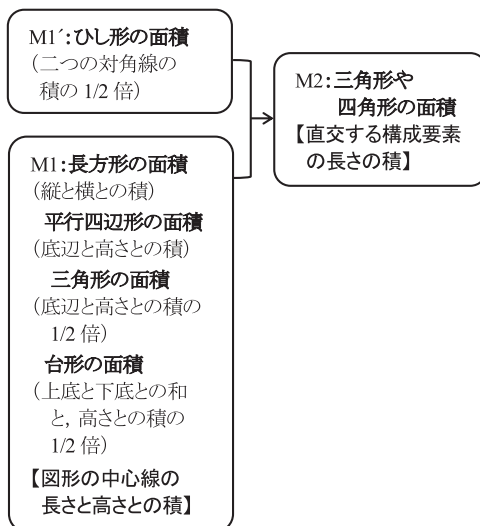 M1´:ひし形の面積
(二つの対角線の
積の 1/2 倍)
M1:長方形の面積
(縦と横との積)
平行四辺形の面積
(底辺と高さとの積)
三角形の面積
(底辺と高さとの積の
1/2 倍)
台形の面積
(上底と下底との和
と, 高さとの積の
1/2 倍)
【図形の中心線の
長さと高さとの積】
M2:三角形や
四角形の面積
【直交する構成要素
の長さの積】